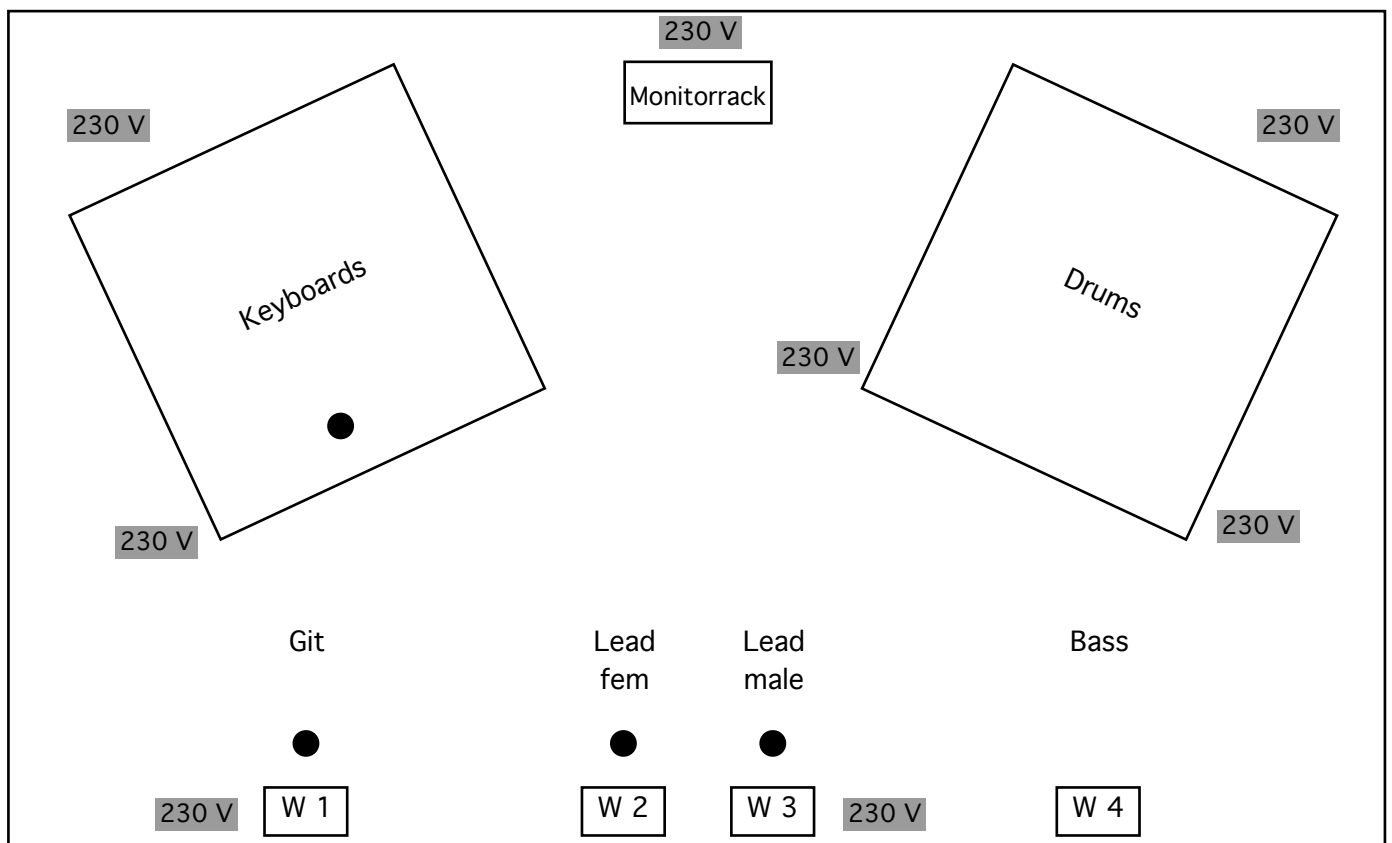 230 V
Monitorrack
230 V
230 V
Keyboards
Drums
230 V
230 V
230 V
Git
Lead
fem
Lead
male
Bass
230 V
W 1
W 2
W 3
230 V
W 4